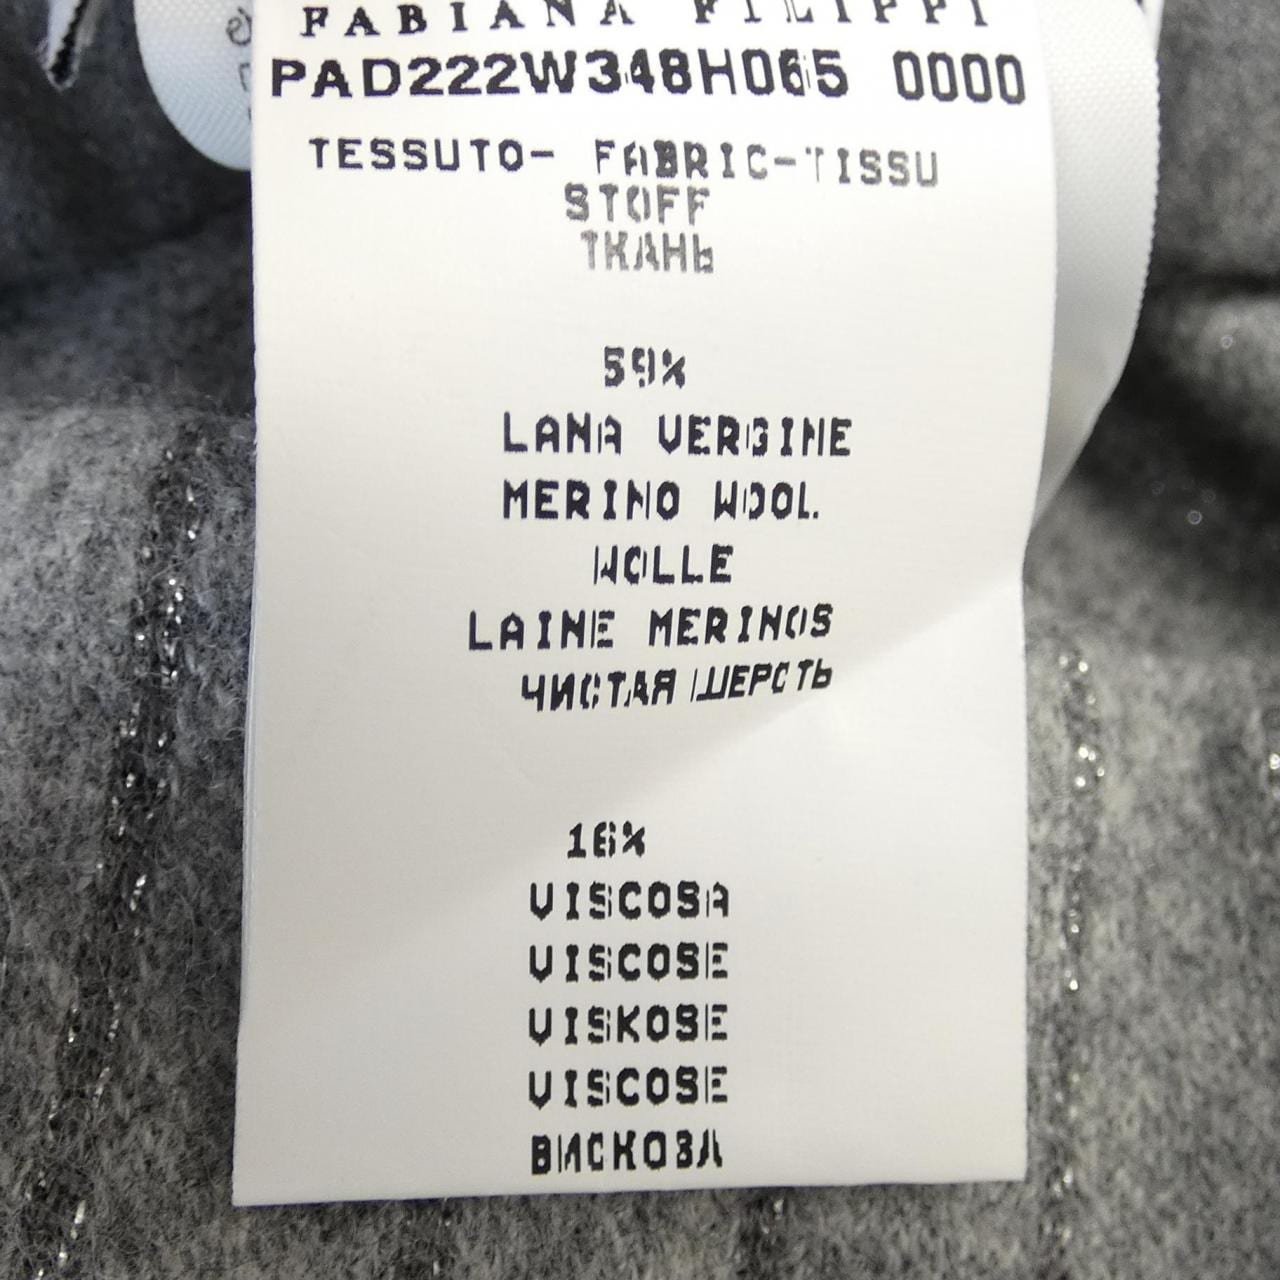 FABIANA FILIPPI
PAD222W348H065 0000
TESSUTO- FABRIC-TISSU
STOFF
ТКАНЬ
59%
LANA VERGINE
MERINO WOOL
WOLLE
LAINE MERINOS
ЧИСТАЯ ШЕРСТЬ
16%
VISCOSA
VISCOSE
VISKOSE
VISCOSE
ВИСКОЗА